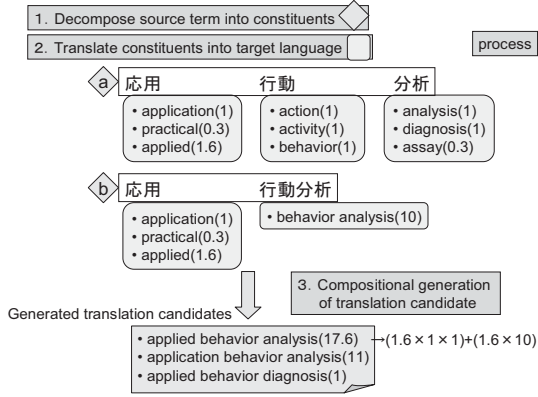 1. Decompose source term into constituents
2. Translate constituents into target language
process
a 応用 行動 分析
• application(1)
• practical(0.3)
• applied(1.6)
• action(1)
• activity(1)
• behavior(1)
• analysis(1)
• diagnosis(1)
• assay(0.3)
b 応用 行動分析
• application(1)
• practical(0.3)
• applied(1.6)
• behavior analysis(10)
3. Compositional generation
of translation candidate
Generated translation candidates
• applied behavior analysis(17.6) →(1.6×1×1)+(1.6×10)
• application behavior analysis(11)
• applied behavior diagnosis(1)